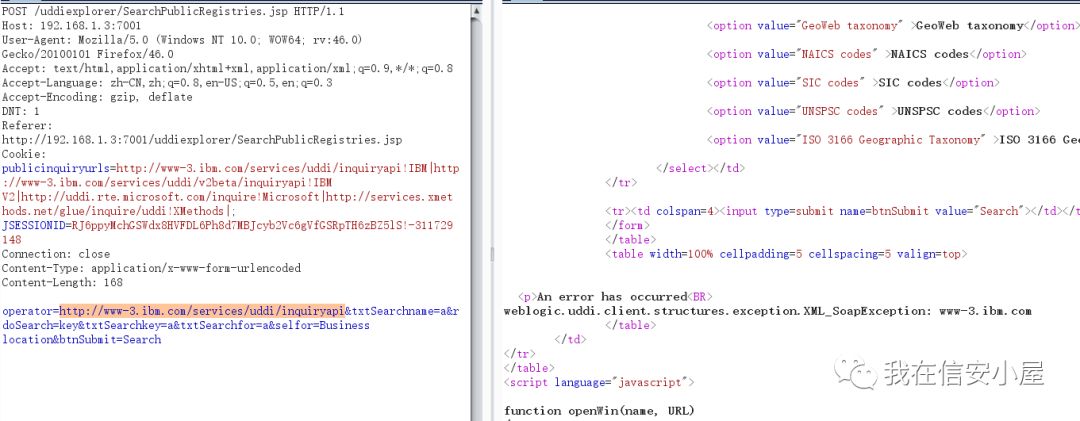 POST /uddiexplorer/SearchPublicRegistries.jsp HTTP/1.1
Host: 192.168.1.3:7001
User-Agent: Mozilla/5.0 (Windows NT 10.0; WOW64; rv:46.0)
Gecko/20100101 Firefox/46.0
Accept: text/html,application/xhtml+xml,application/xml;q=0.9,*/*;q=0.8
Accept-Language: zh-CN,zh;q=0.8,en-US;q=0.5,en;q=0.3
Accept-Encoding: gzip, deflate
DNT: 1
Referer:
http://192.168.1.3:7001/uddiexplorer/SearchPublicRegistries.jsp
Cookie:
publicinquiryurls=http://www-3.ibm.com/services/uddi/inquiryapi!IBM|http
://www-3.ibm.com/services/uddi/v2beta/inquiryapi!IBM
V2|http://uddi.rte.microsoft.com/inquire!Microsoft|http://services.xmet
hods.net/glue/inquire/uddi!XMethods|;
JSESSIONID=RJ6ppyMchGSWdx8HVFDL6Ph8d7MBJcyb2Vc6gVfGSRpTH6zBZ5lS!-311729
148
Connection: close
Content-Type: application/x-www-form-urlencoded
Content-Length: 168
operator=http://www-3.ibm.com/services/uddi/inquiryapi&txtSearchname=a&r
doSearch=key&txtSearchkey=a&txtSearchfor=a&selfor=Business
location&btnSubmit=Search
<option value="GeoWeb taxonomy" >GeoWeb taxonomy</option>
<option value="NAICS codes" >NAICS codes</option>
<option value="SIC codes" >SIC codes</option>
<option value="UNSPSC codes" >UNSPSC codes</option>
<option value="ISO 3166 Geographic Taxonomy" >ISO 3166 Geo
</select></td>
</tr>
<tr><td colspan=4><input type=submit name=btnSubmit value="Search"></td></t
</form>
</table>
<table width=100% cellpadding=5 cellspacing=5 valign=top>
<p>An error has occurred<BR>
weblogic.uddi.client.structures.exception.XML_SoapException: www-3.ibm.com
</table>
</td>
</tr>
</table>
<script language="javascript">
function openWin(name, URL)
我在信安小屋